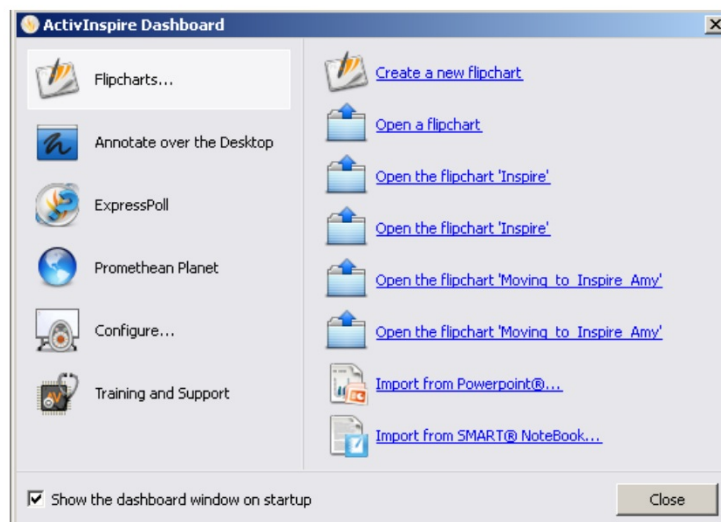 ActivInspire Dashboard
Flipcharts...
Annotate over the Desktop
ExpressPoll
Promethean Planet
Configure...
Training and Support
Create a new flipchart
Open a flipchart
Open the flipchart 'Inspire'
Open the flipchart 'Inspire'
Open the flipchart 'Moving_to_Inspire_Amy'
Open the flipchart 'Moving_to_Inspire_Amy'
Import from Powerpoint®...
Import from SMART® NoteBook...
Show the dashboard window on startup
Close